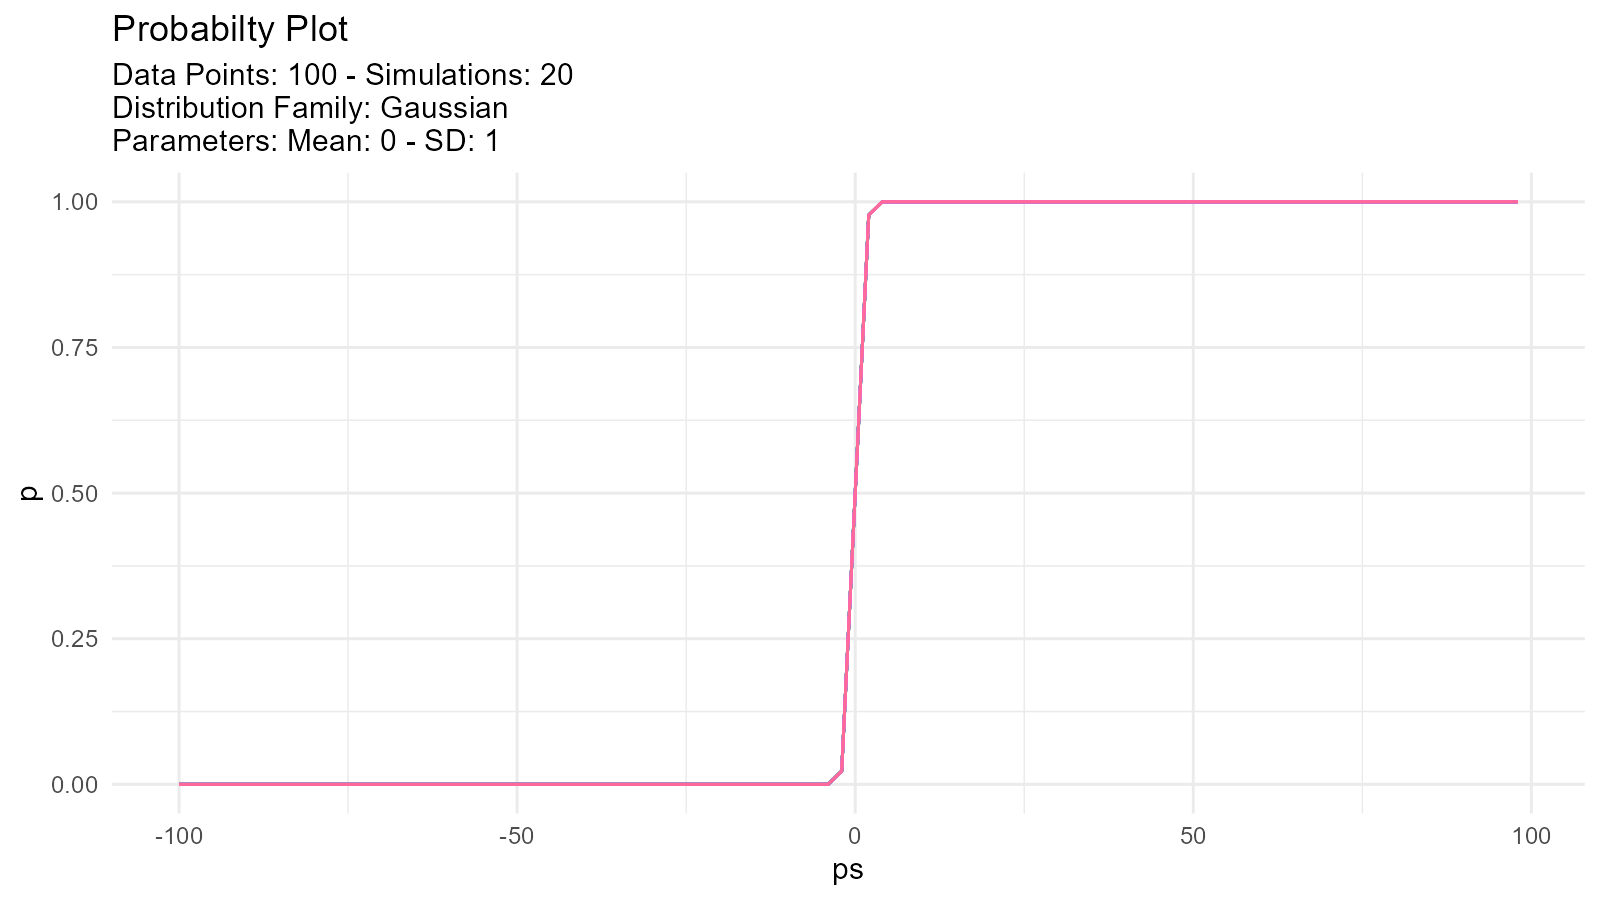 Probabilty Plot
Data Points: 100 - Simulations: 20
Distribution Family: Gaussian
Parameters: Mean: 0 - SD: 1
1.00
0.75
0.50
0.25
0.00
p
-100 -50 0 50 100
ps